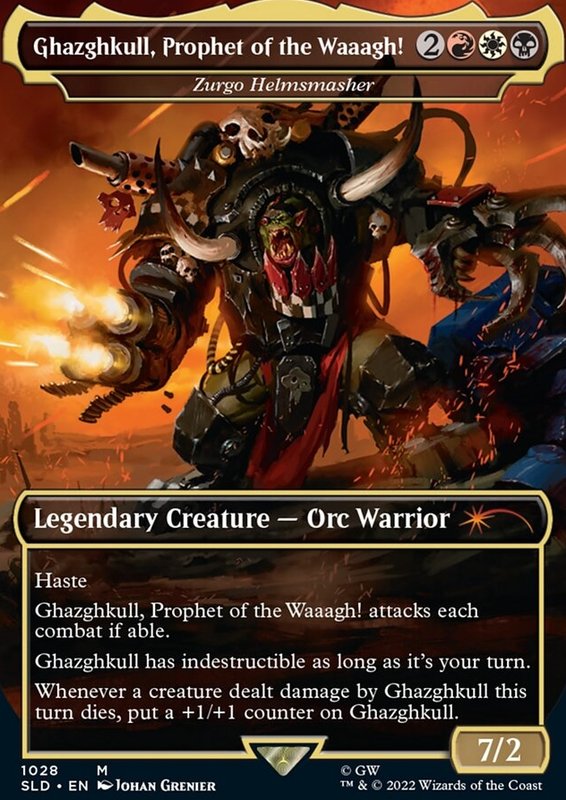 Ghazghkull, Prophet of the Waaagh! 2
Zurgo Helmsmasher
Legendary Creature — Orc Warrior
Haste
Ghazghkull, Prophet of the Waaagh! attacks each
combat if able.
Ghazghkull has indestructible as long as it's your turn.
Whenever a creature dealt damage by Ghazghkull this
turn dies, put a +1/+1 counter on Ghazghkull.
7/2
1028 M
SLD • EN Johan Grenier
© GW
™ & © 2022 Wizards of the Coast